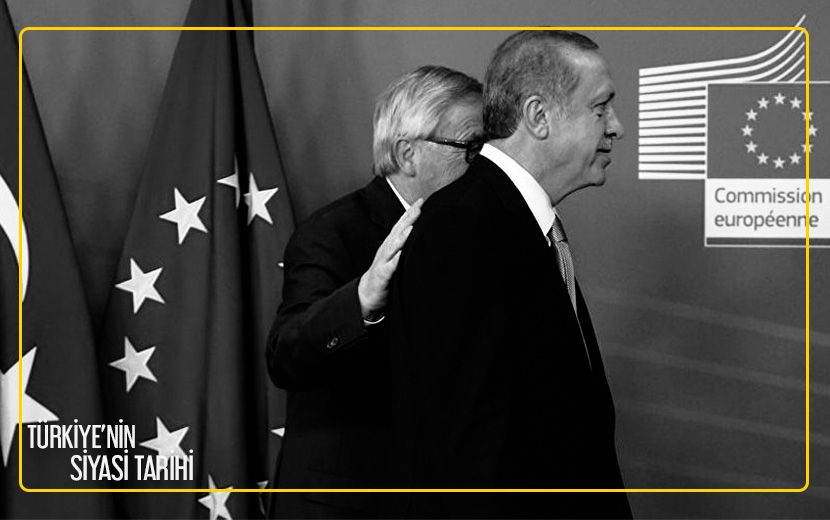 Commission
européenne
TÜRKİYE'NİN
SİYASİ TARİHİ